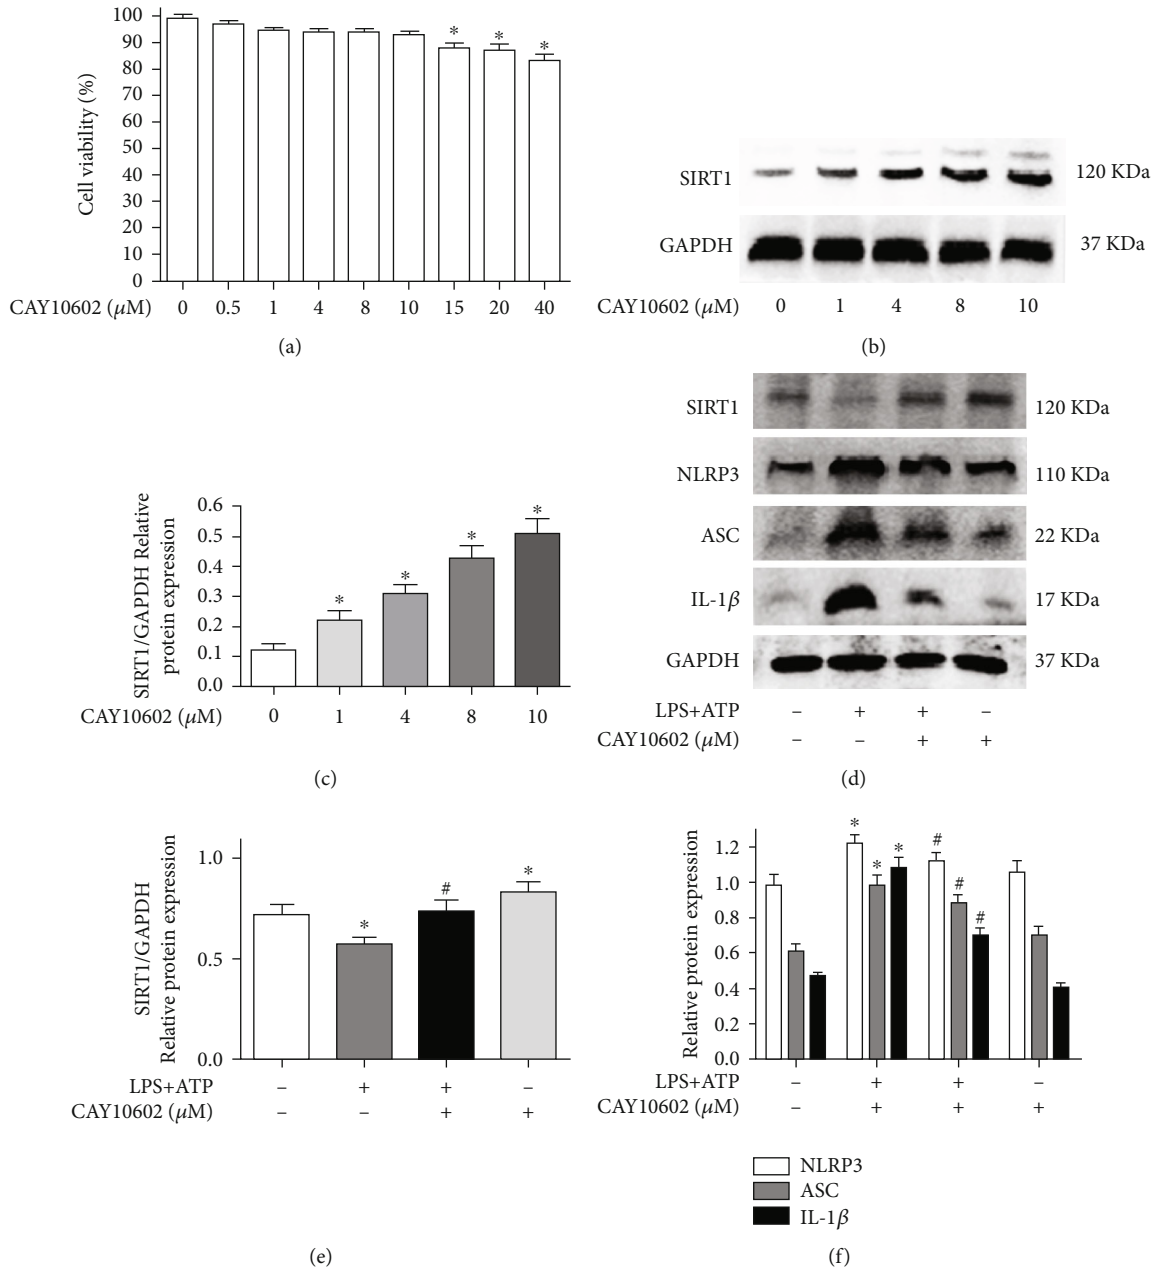 100
90
80
70
60
50
40
30
20
10
0
Cell viability (%)
* * *
CAY10602 (μM) 0 0.5 1 4 8 10 15 20 40
(a)
SIRT1 120 KDa
GAPDH 37 KDa
CAY10602 (μM) 0 1 4 8 10
(b)
0.6
0.5
0.4
0.3
0.2
0.1
0.0
SIRT1/GAPDH Relative
protein expression
* * * *
CAY10602 (μM) 0 1 4 8 10
(c)
SIRT1 120 KDa
NLRP3 110 KDa
ASC 22 KDa
IL-1β 17 KDa
GAPDH 37 KDa
LPS+ATP – + + –
CAY10602 (μM) – – + +
(d)
1.0
0.5
0.0
SIRT1/GAPDH
Relative protein expression
* # *
LPS+ATP – + + –
CAY10602 (μM) – – + +
(e)
1.2
1.0
0.8
0.6
0.4
0.2
0.0
Relative protein expression
* * * # # #
LPS+ATP – + + –
CAY10602 (μM) – + + +
NLRP3
ASC
IL-1β
(f)